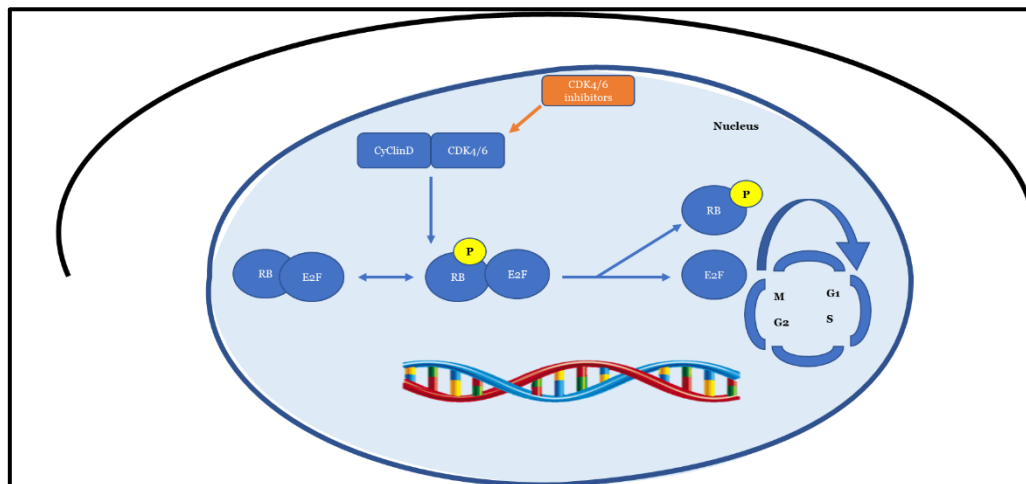 CDK4/6
inhibitors
Nucleus
CyClinD
CDK4/6
P
RB
P
RB
E2F
RB
E2F
E2F
M
G1
G2
S